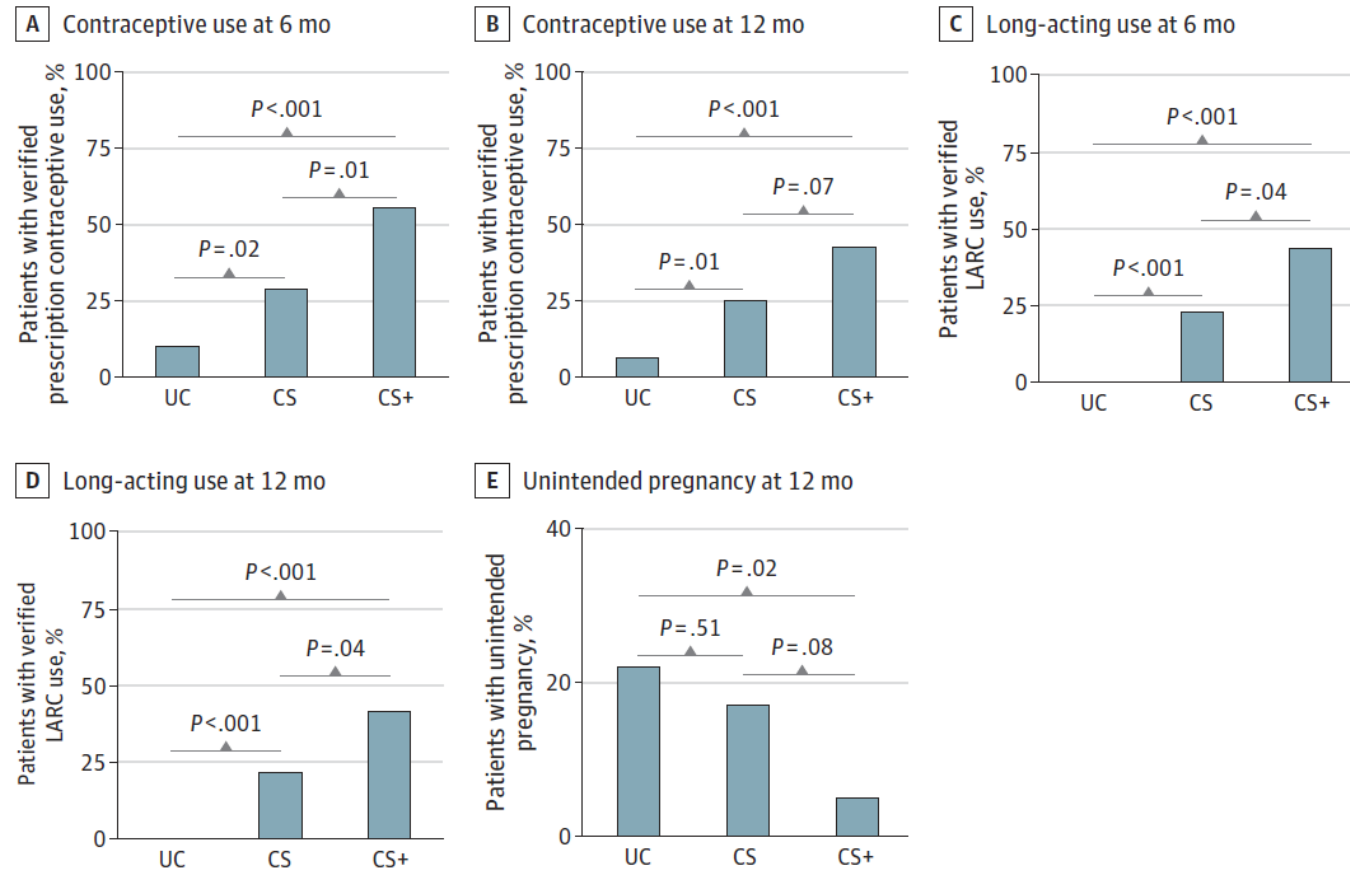 A Contraceptive use at 6 mo
Patients with verified
prescription contraceptive use, %
100
75
50
25
0
P<.001
P=.01
P=.02
UC CS CS+
B Contraceptive use at 12 mo
Patients with verified
prescription contraceptive use, %
100
75
50
25
0
P<.001
P=.07
P=.01
UC CS CS+
C Long-acting use at 6 mo
Patients with verified
LARC use, %
100
75
50
25
0
P<.001
P=.04
P<.001
UC CS CS+
D Long-acting use at 12 mo
Patients with verified
LARC use, %
100
75
50
25
0
P<.001
P=.04
P<.001
UC CS CS+
E Unintended pregnancy at 12 mo
Patients with unintended
pregnancy, %
40
20
0
P=.02
P=.51
P=.08
UC CS CS+